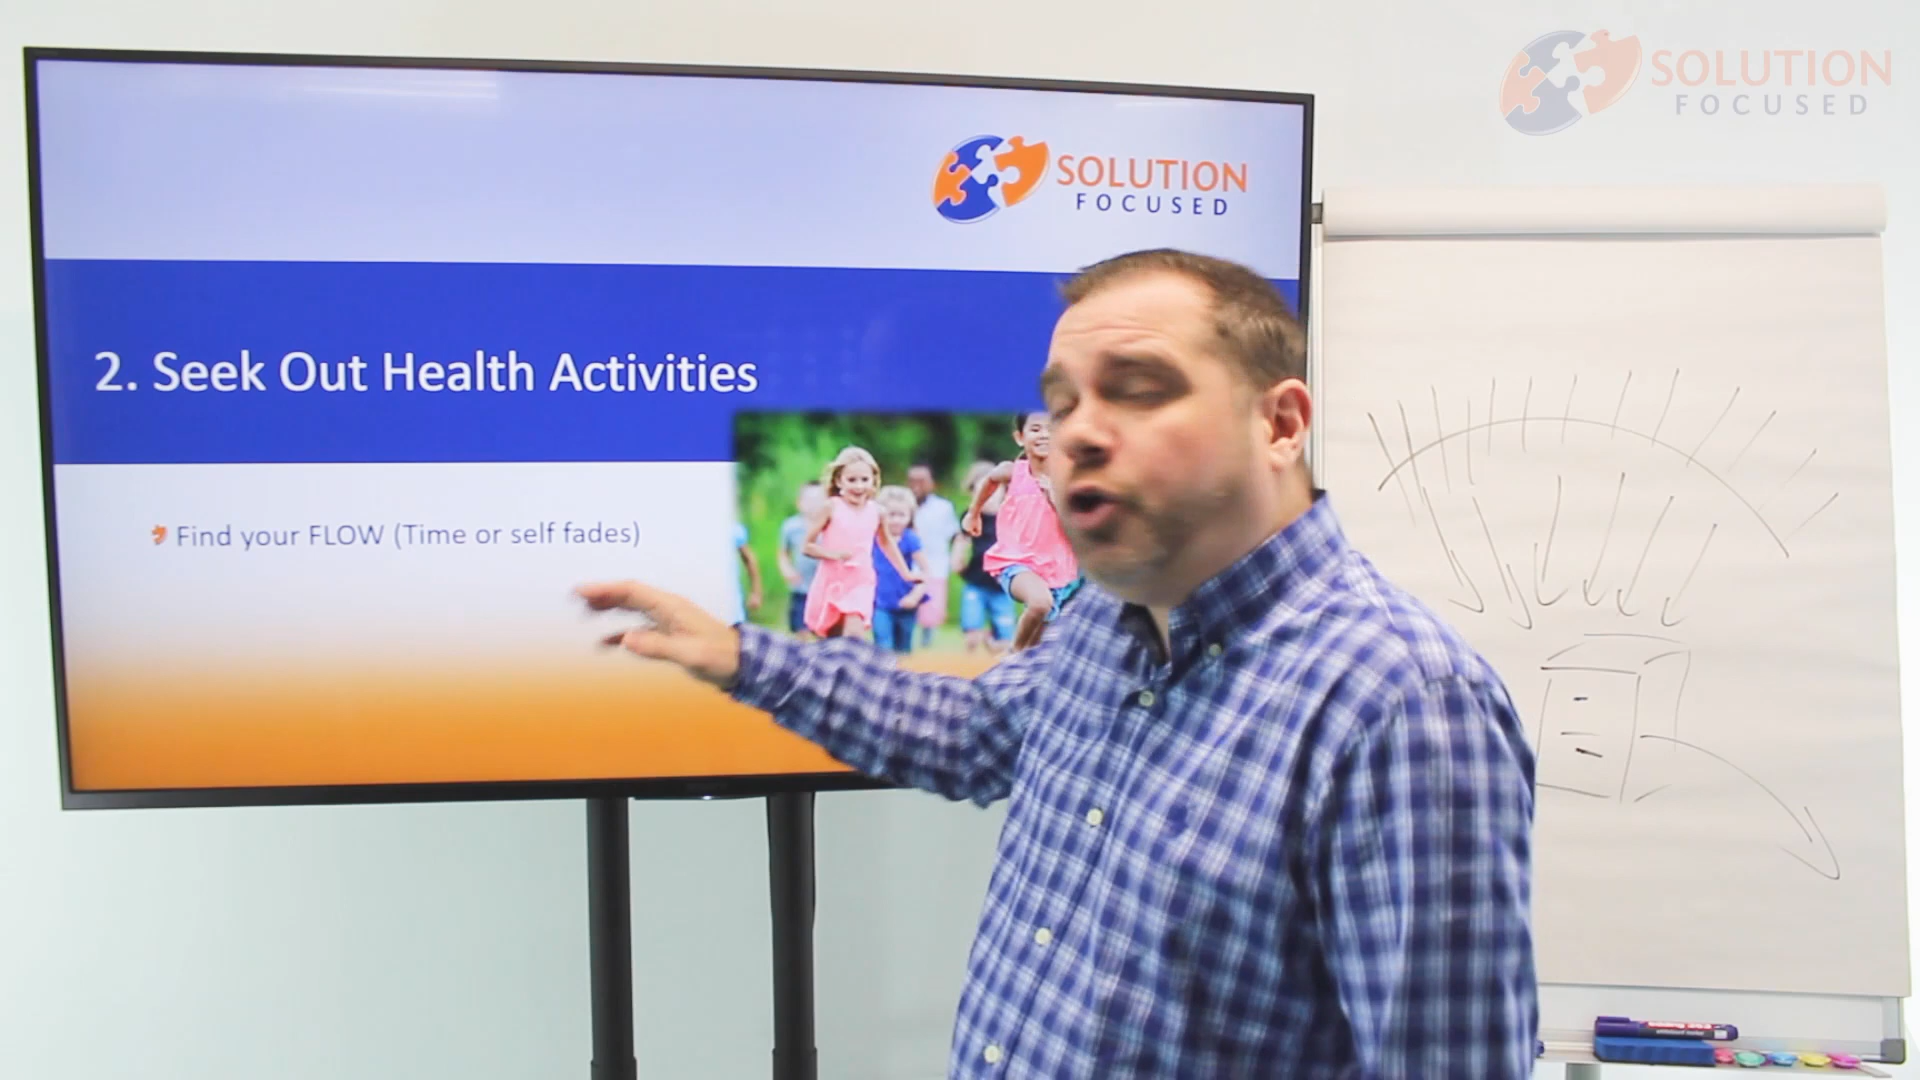 SOLUTION
FOCUSED
SOLUTION
FOCUSED
2. Seek Out Health Activities
Find your FLOW (Time or self fades)